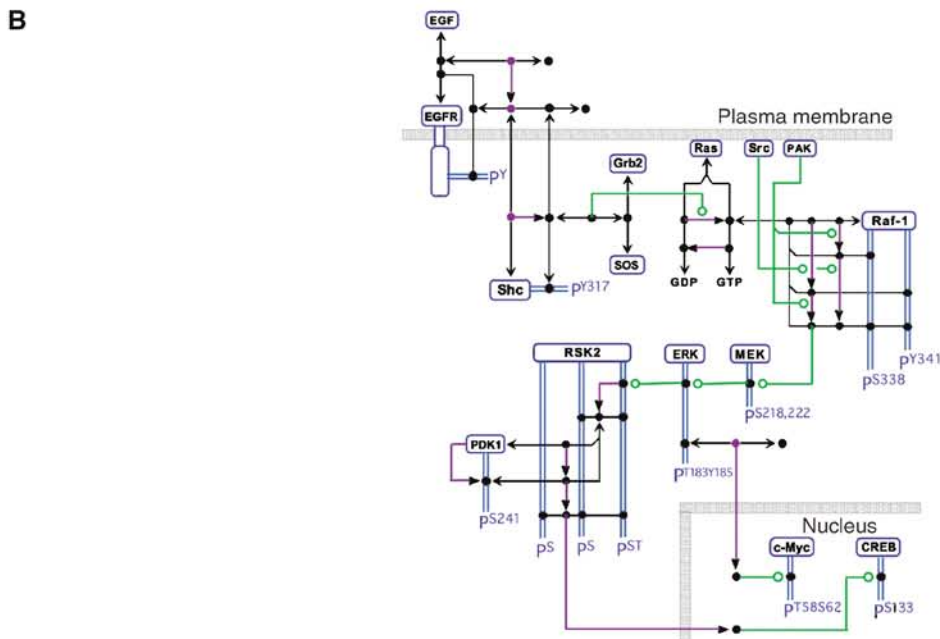 B
EGF
EGFR
Plasma membrane
Ras
Src
PAK
Grb2
pY
Raf-1
SOS
GDP
GTP
Shc
pY317
RSK2
ERK
MEK
pY341
pS338
pS218,222
PDK1
pT183Y185
pS241
Nucleus
pS
pS
pST
c-Myc
CREB
pT58S62
pS133